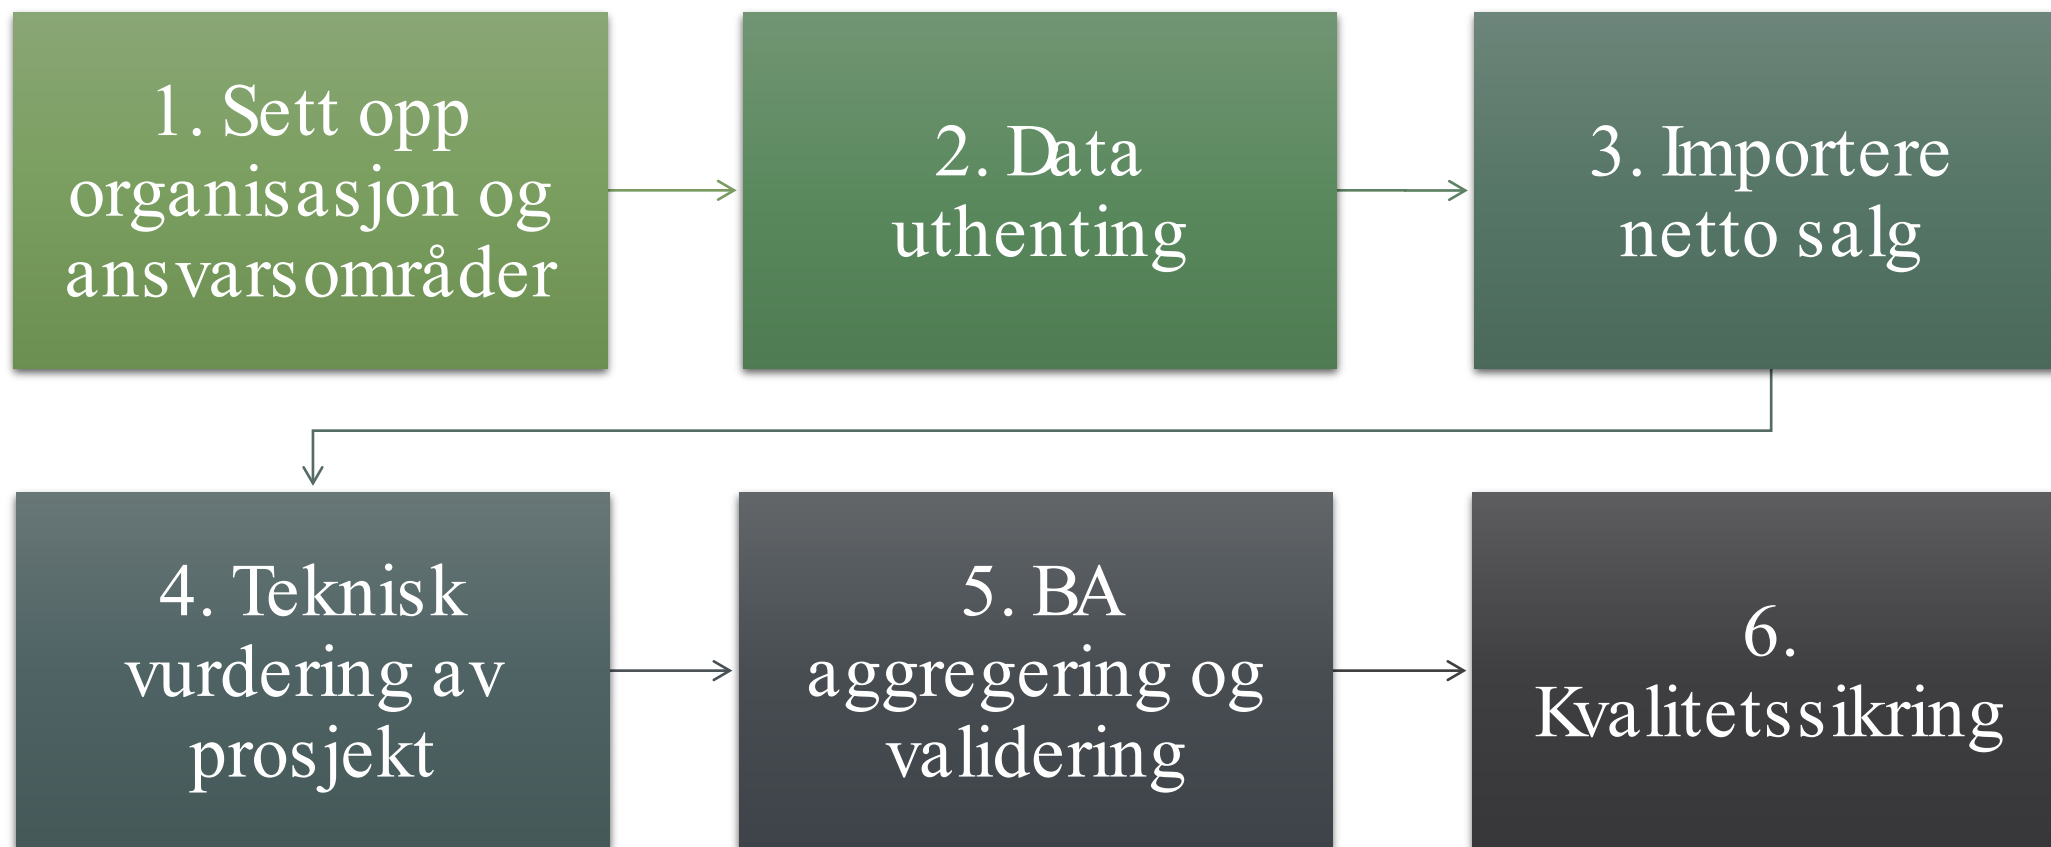 1. Sett opp
organisasjon og
ansvarsområder
2. Data
uthenting
3. Importere
netto salg
4. Teknisk
vurdering av
prosjekt
5. BA
aggregering og
validering
6.
Kvalitetssikring